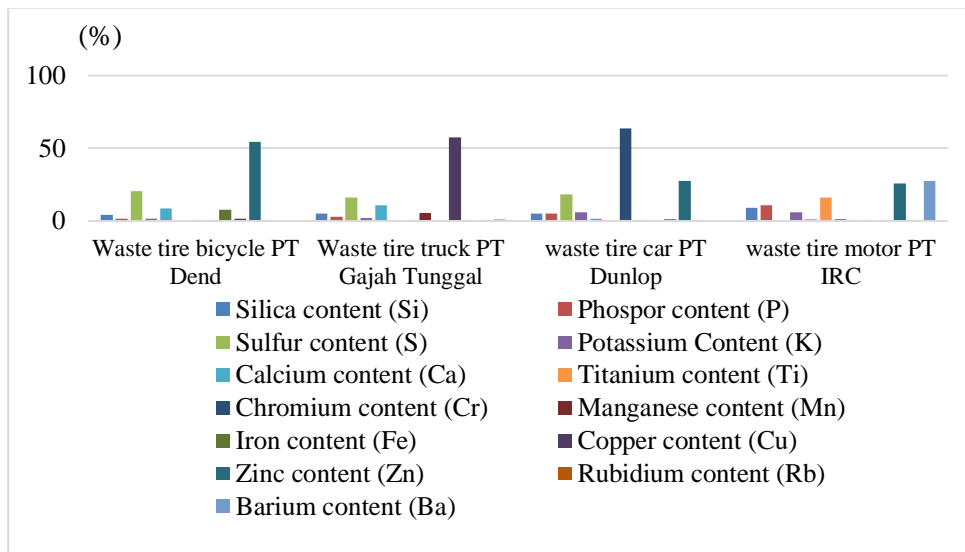 (%)
100
50
0
Waste tire bicycle PT Dend
Waste tire truck PT Gajah Tunggal
waste tire car PT Dunlop
waste tire motor PT IRC
Silica content (Si)
Phospor content (P)
Sulfur content (S)
Potassium Content (K)
Calcium content (Ca)
Titanium content (Ti)
Chromium content (Cr)
Manganese content (Mn)
Iron content (Fe)
Copper content (Cu)
Zinc content (Zn)
Rubidium content (Rb)
Barium content (Ba)